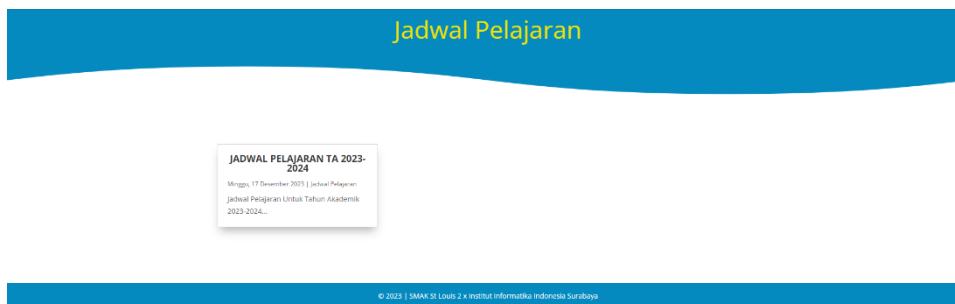 Jadwal Pelajaran
JADWAL PELAJARAN TA 2023-
2024
Minggu, 17 Desember 2023 | Jadwal Pelajaran
Jadwal Pelajaran Untuk Tahun Akademik
2023-2024...
© 2023 | SMAK St Louis 2 x Institut Informatika Indonesia Surabaya